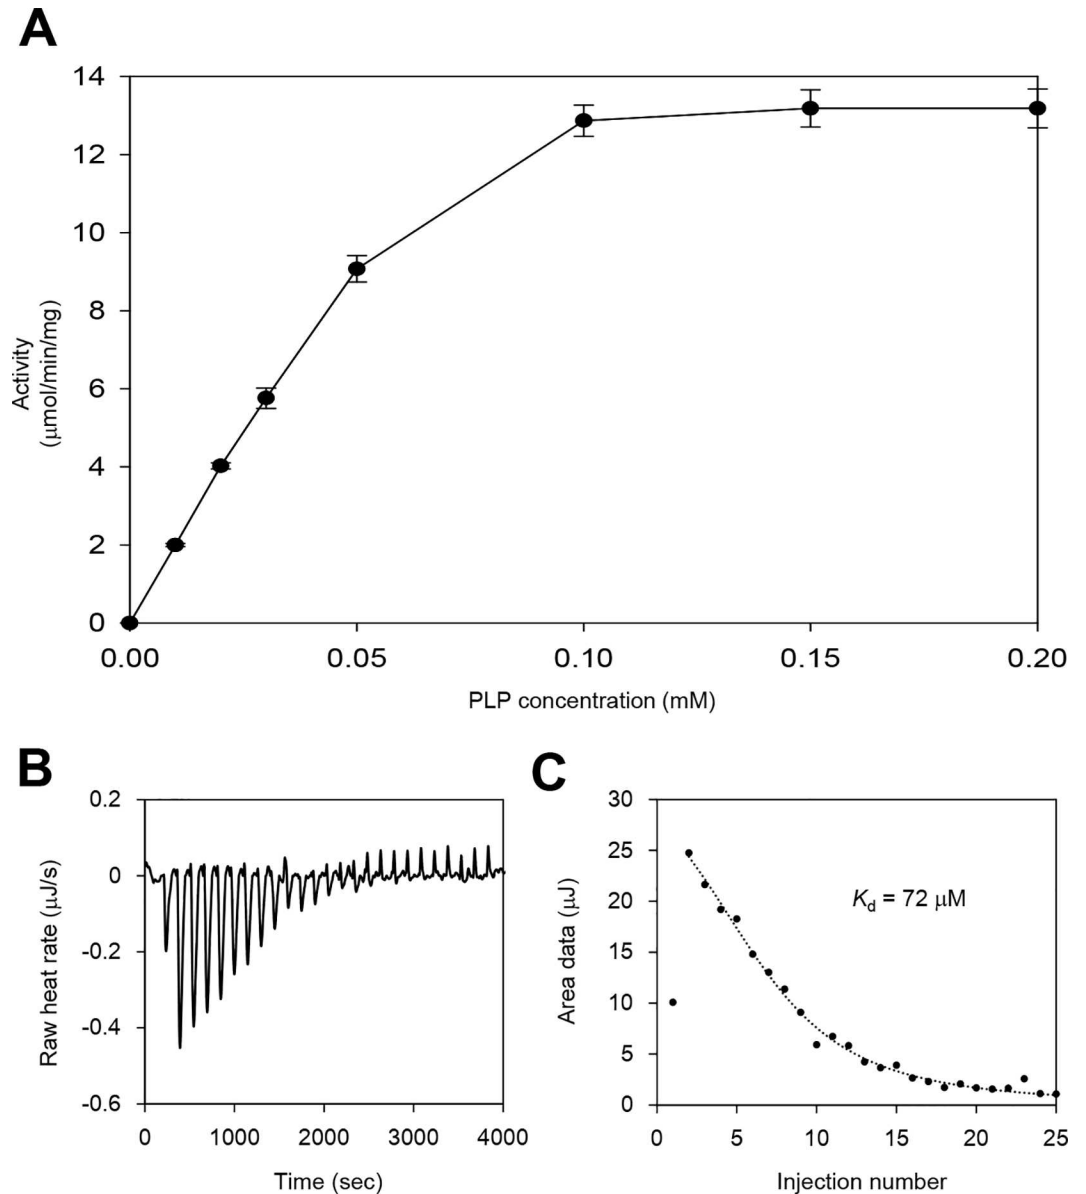 A
14
12
10
8
6
4
2
0
Activity
(μmol/min/mg)
0.00 0.05 0.10 0.15 0.20
PLP concentration (mM)
B
0.2
0
-0.2
-0.4
-0.6
Raw heat rate (μJ/s)
0 1000 2000 3000 4000
Time (sec)
C
30
25
20
15
10
5
0
Area data (μJ)
Kd = 72 μM
0 5 10 15 20 25
Injection number